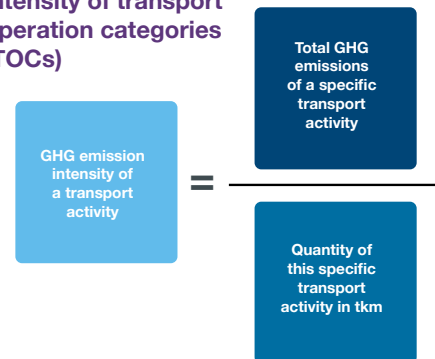 of transport
categories
Total GHG
emissions
of a specific
transport
activity
GHG emission
intensity of
a transport
activity
=
Quantity of
this specific
transport
activity in tkm